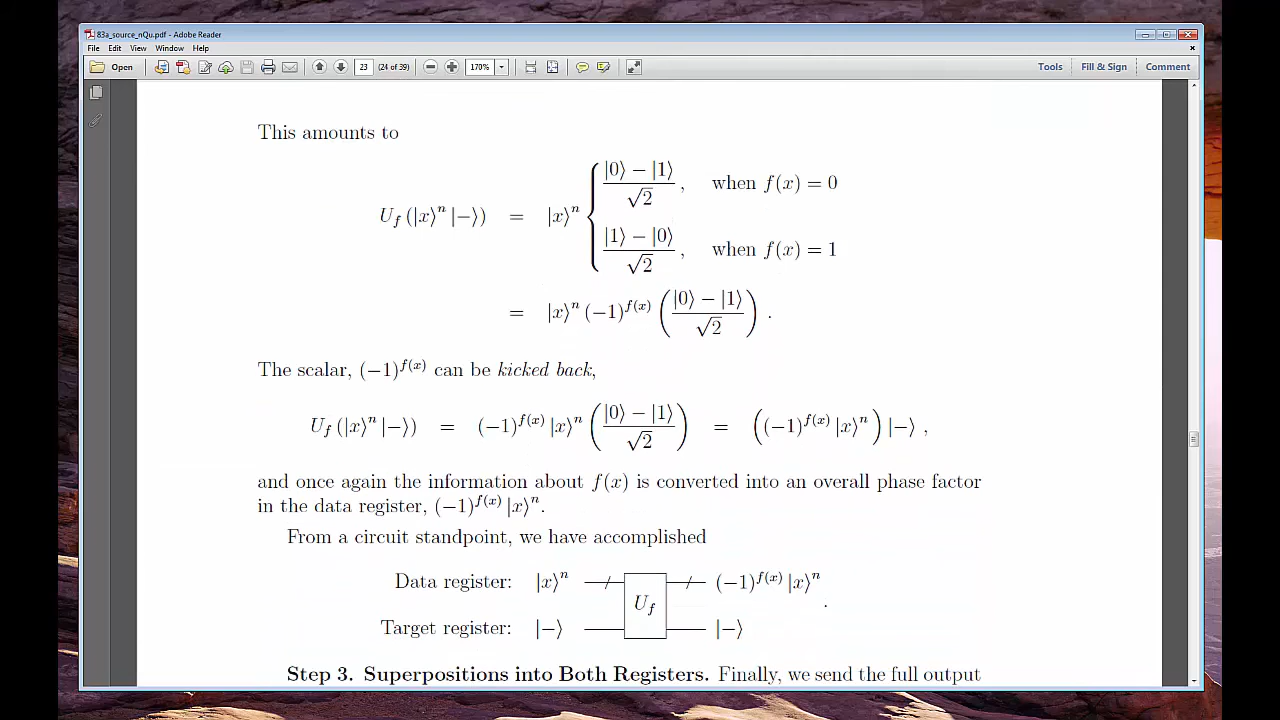 83a_source_nQu.pdf - Adobe Reader
File Edit View Window Help
Open 23 (24 of 39) 170% Tools Fill & Sign Comment
This amounts to
U_f (|x⟩^n |−⟩) = |x⟩^n { (|0⟩ − |1⟩)/√2 , when f(x) = 0
(|1⟩ − |0⟩)/√2 , when f(x) = 1
= |x⟩^n (−1)^{f(x)} ( (|0⟩ − |1⟩)/√2 ) .
The scalar, (−1)^{f(x)} can be kicked back,
U_f (|x⟩^n |−⟩) = (−1)^{f(x)} |x⟩^n ( (|0⟩ − |1⟩)/√2 ) = ( (−1)^{f(x)} |x⟩^n ) |−⟩ ,
and once again the information about f(x) is converted into an overall phase factor
in the data register, (−1)^{f(x)} |x⟩^n.
From a circuit standpoint, we have accomplished
Data register: |x⟩^n U_f (−1)^{f(x)} |x⟩^n
Target register: |−⟩ |−⟩ .
Step 3. Superpositions into Both Registers. Finally, we send the full output